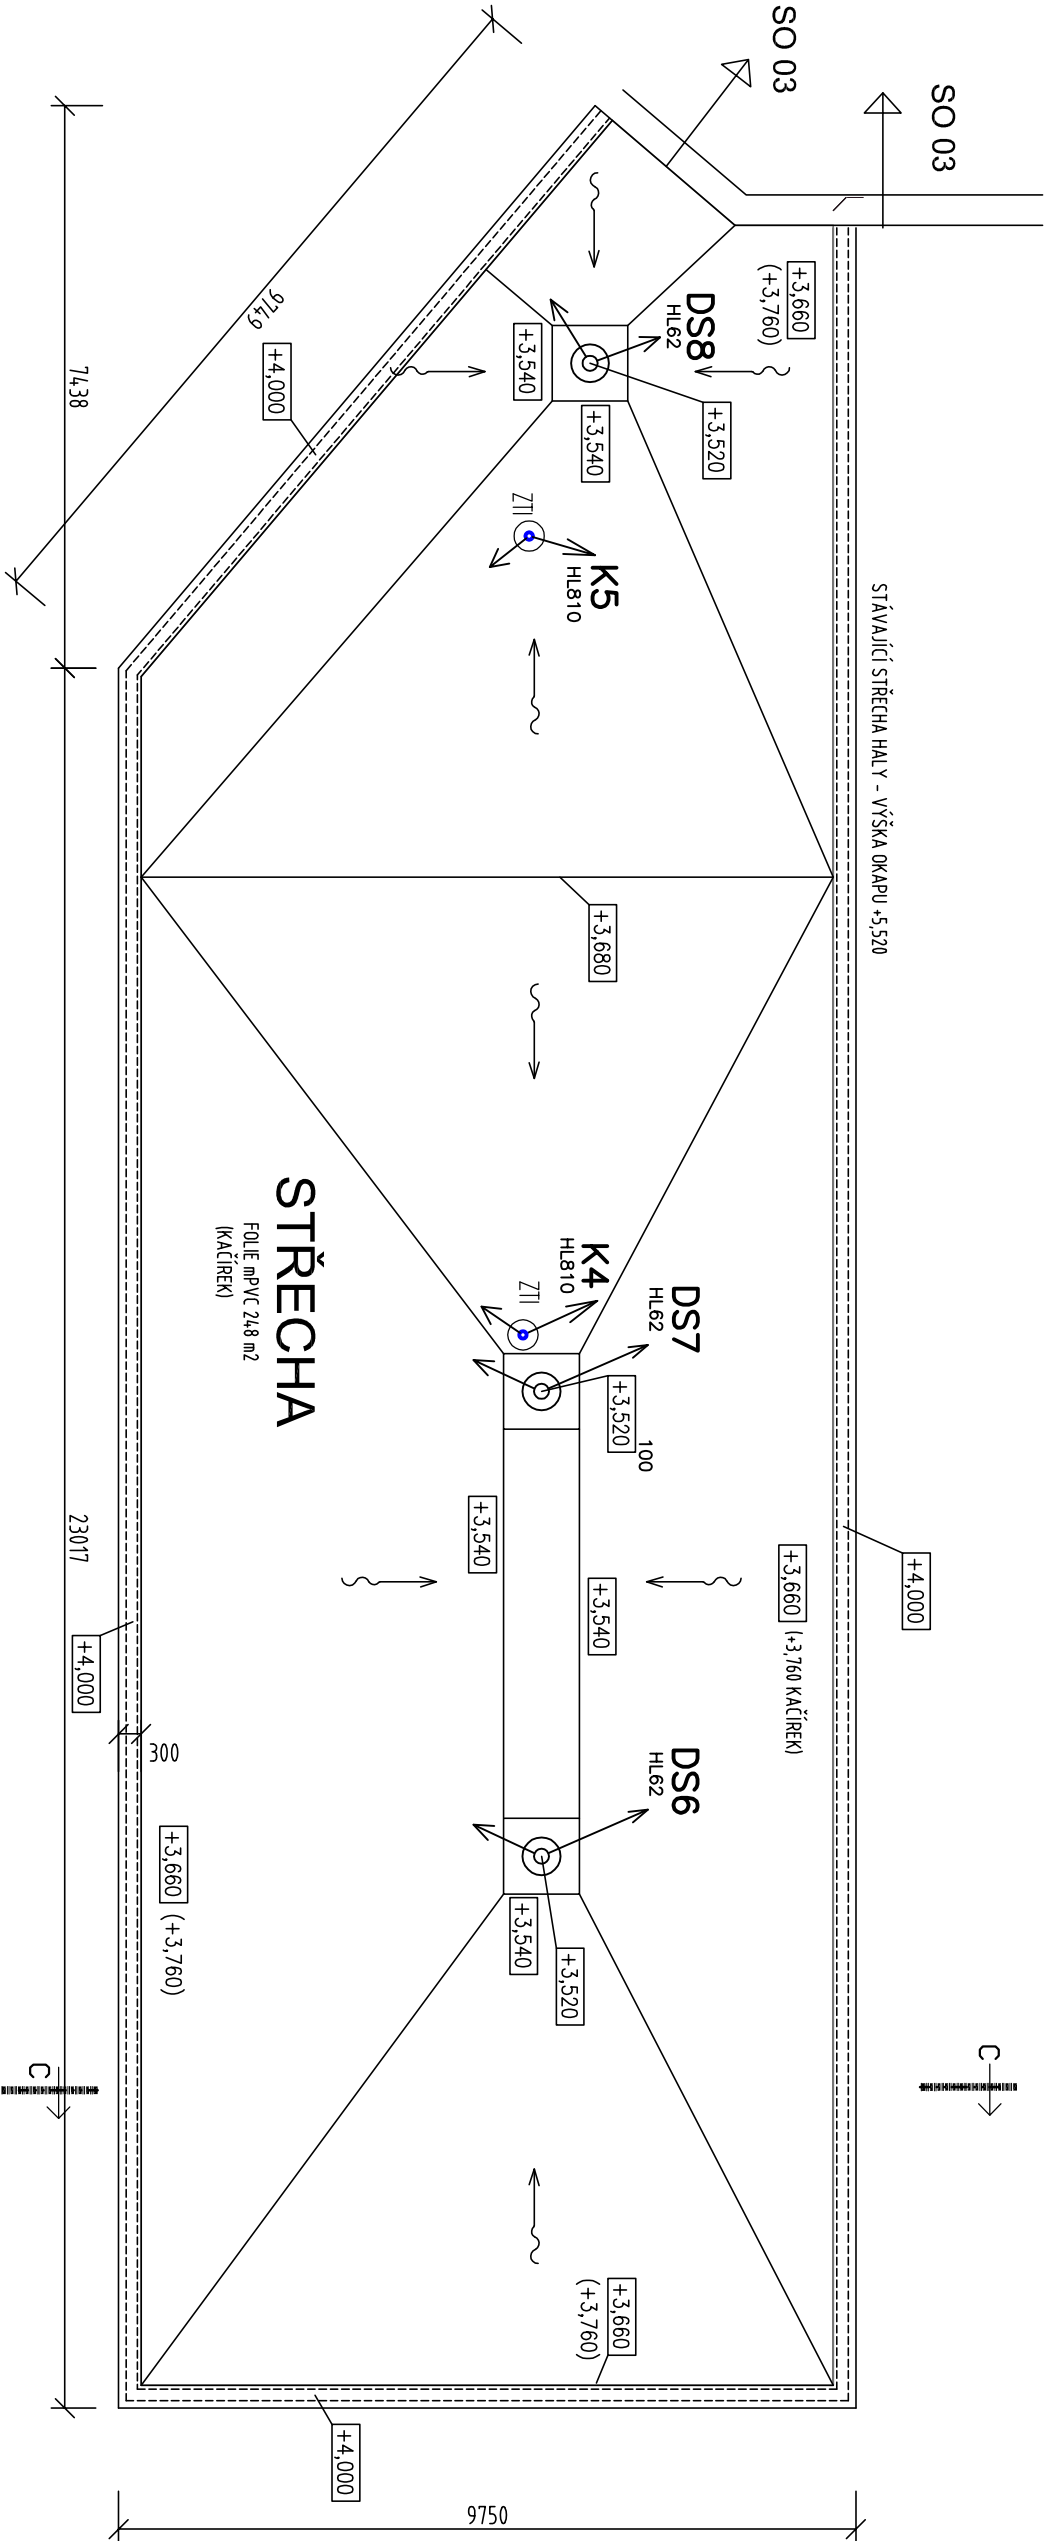 SO 03
SO 03
+3,660
(+3,760)
DS8
HL62
+3,520
+3,540
+3,540
9749
+4,000
7438
ZTI
K5
HL810
STÁVAJÍCÍ STŘECHA HALY - VÝŠKA OKAPU +5,520
+3,680
STŘECHA
FOLIE mPVC 248 m2
(KAČÍREK)
K4
HL810
ZTI
DS7
HL62
+3,520
100
+3,540
+3,540
+3,660 (+3,760 KAČÍREK)
+4,000
23017
+4,000
300
DS6
HL62
+3,540
+3,520
+3,660 (+3,760)
C
C
+3,660
(+3,760)
+4,000
9750